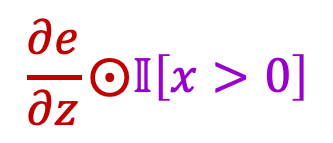 ∂e/∂z ⊙ 𝕀[x > 0]